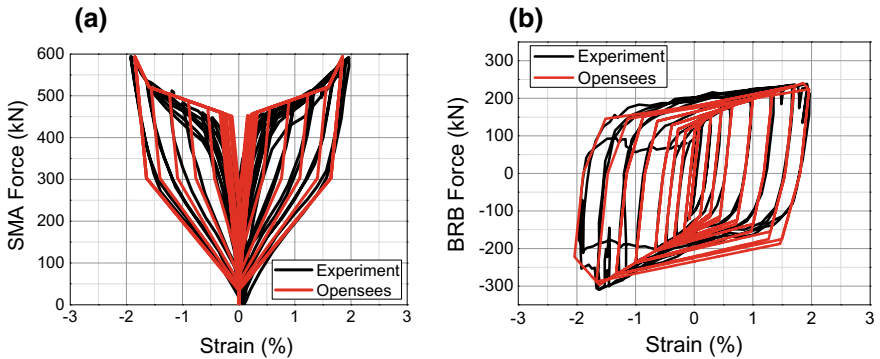 (a)
SMA Force (kN)
600
500
400
300
200
100
0
-3 -2 -1 0 1 2 3
Strain (%)
Experiment
Opensees
(b)
BRB Force (kN)
300
200
100
0
-100
-200
-300
-3 -2 -1 0 1 2 3
Strain (%)
Experiment
Opensees